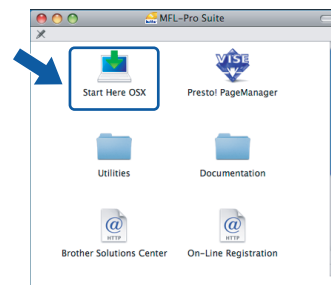 MFL-Pro Suite
Start Here OSX
VISE
Presto! PageManager
Utilities
Documentation
@
HTTP
@
HTTP
Brother Solutions Center
On-Line Registration